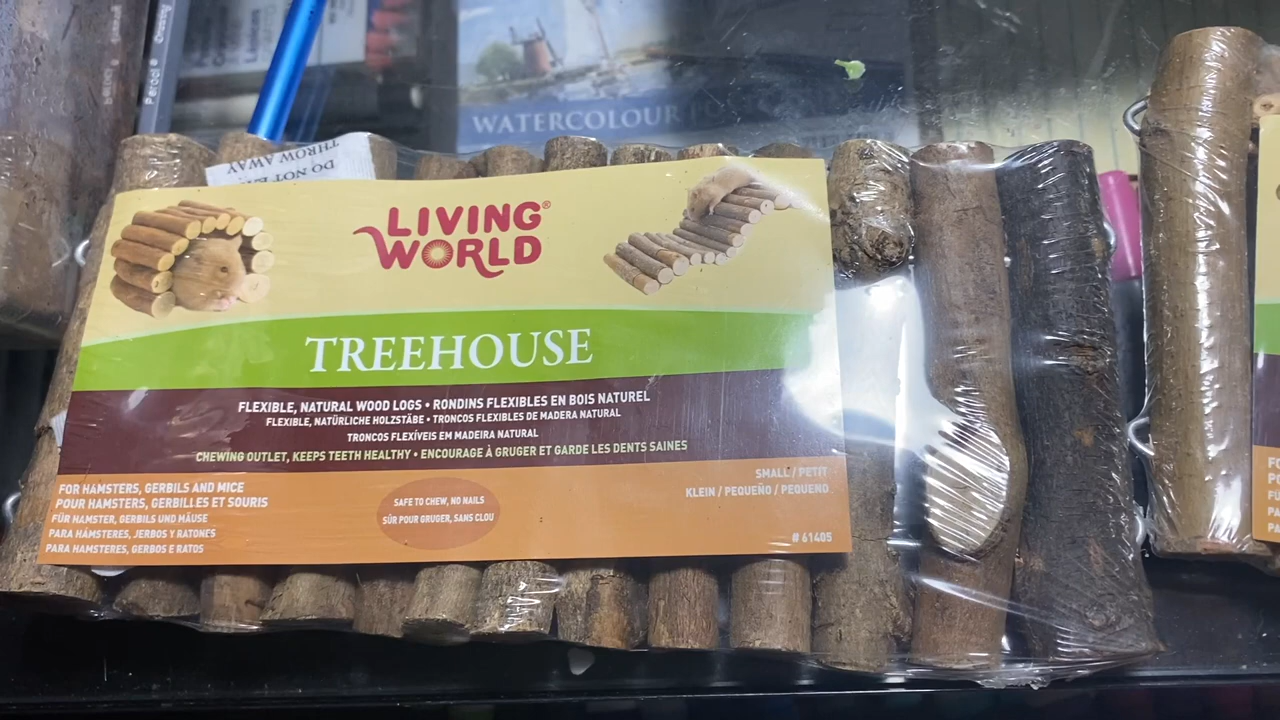 WATERCOLOUR
DO NOT
THROW AWAY
LIVING
WORLD®
TREEHOUSE
FLEXIBLE, NATURAL WOOD LOGS • RONDINS FLEXIBLES EN BOIS NATUREL
FLEXIBLE, NATÜRLICHE HOLZSTÄBE • TRONCOS FLEXIBLES DE MADERA NATURAL
TRONCOS FLEXÍVEIS EM MADEIRA NATURAL
CHEWING OUTLET, KEEPS TEETH HEALTHY • ENCOURAGE À GRUGER ET GARDE LES DENTS SAINES
FOR HAMSTERS, GERBILS AND MICE
POUR HAMSTERS, GERBILLES ET SOURIS
FÜR HAMSTER, GERBILS UND MÄUSE
PARA HÁMSTERES, JERBOS Y RATONES
PARA HAMSTERES, GERBOS E RATOS
SAFE TO CHEW, NO NAILS
SÛR POUR GRUGER, SANS CLOU
SMALL / PETIT
KLEIN / PEQUEÑO / PEQUENO
# 61405